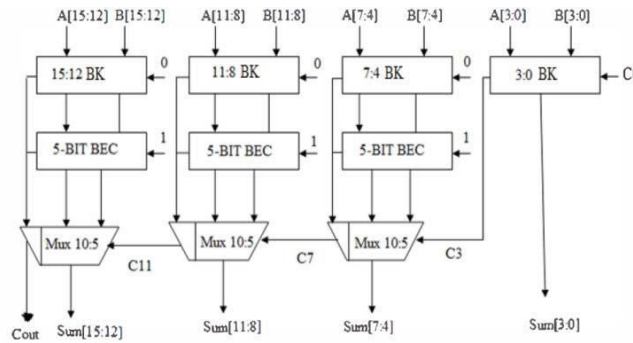 A[15:12] B[15:12] A[11:8] B[11:8] A[7:4] B[7:4] A[3:0] B[3:0]
15:12 BK 0 11:8 BK 0 7:4 BK 0 3:0 BK C
5-BIT BEC 1 5-BIT BEC 1 5-BIT BEC 1
Mux 10:5 C11 Mux 10:5 C7 Mux 10:5 C3
Cout Sum[15:12] Sum[11:8] Sum[7:4] Sum[3:0]